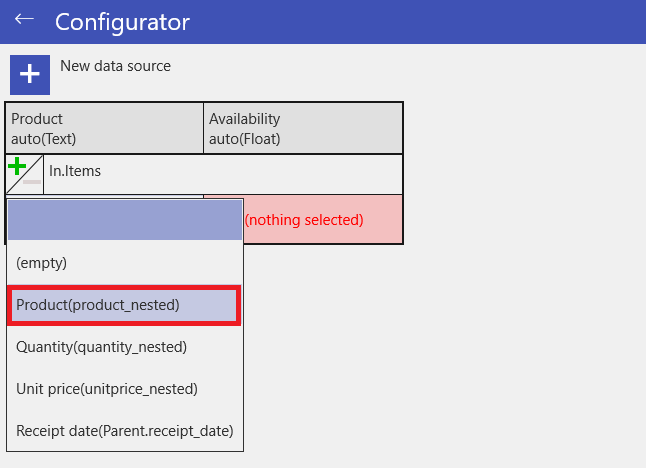 Configurator
New data source
Product
auto(Text)
Availability
auto(Float)
In.Items
(nothing selected)
(empty)
Product(product_nested)
Quantity(quantity_nested)
Unit price(unitprice_nested)
Receipt date(Parent.receipt_date)